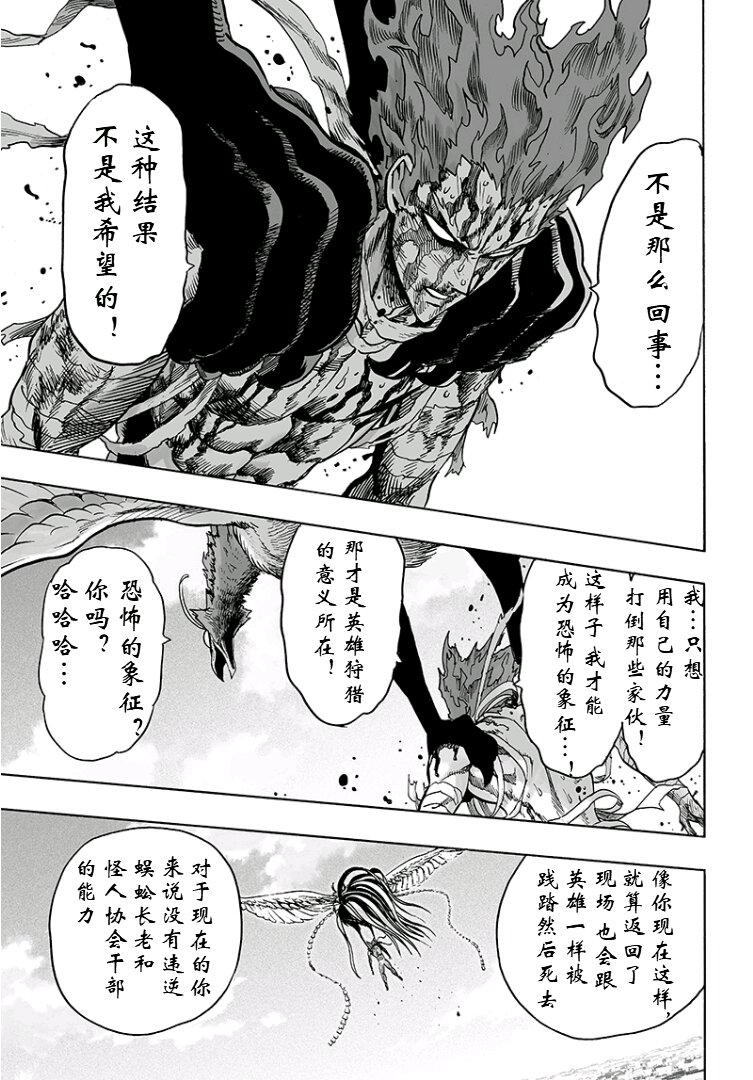 不是那么回事…
这种结果
不是我希望的！
我…只想
用自己的力量
打倒那些家伙！
这样子我才能
成为恐怖的象征…！
那才是英雄狩猎
的意义所在！
恐怖的象征？
你吗？
哈哈哈…
像你现在这样，
就算返回了
现场也会跟
英雄一样被
践踏然后死去
对于现在的你
来说没有违逆
蜈蚣长老和
怪人协会干部
的能力